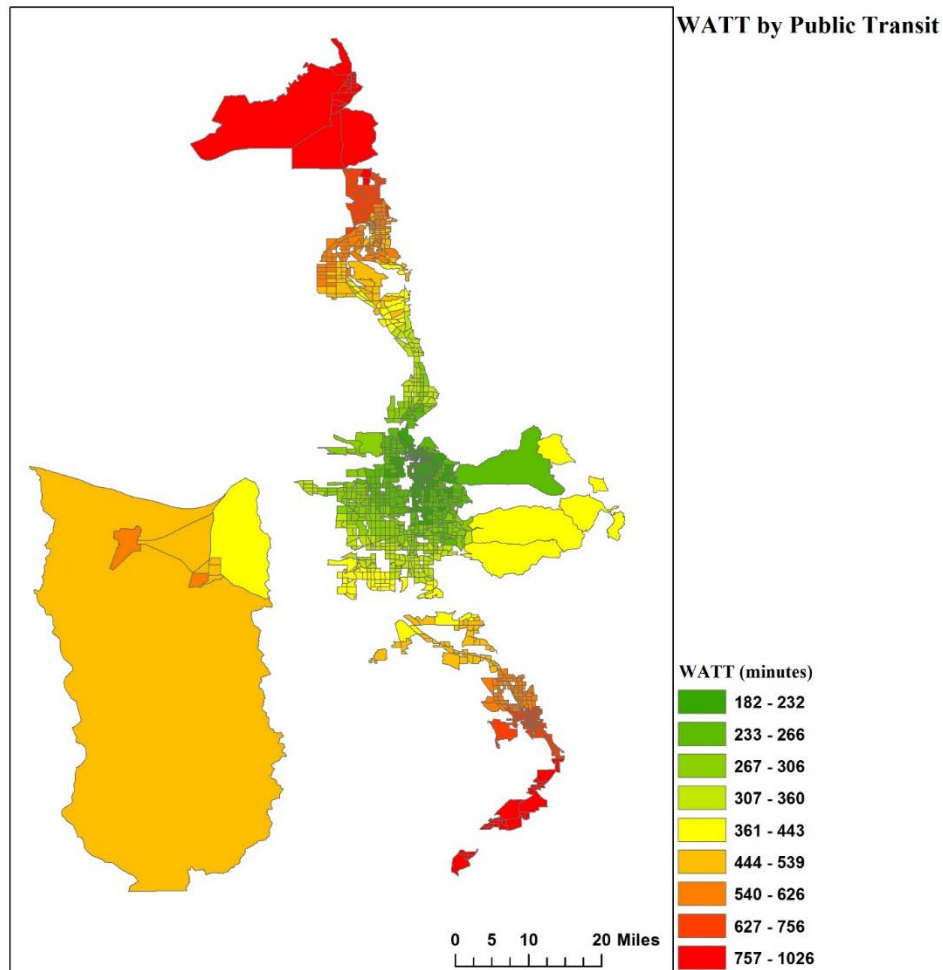 WATT by Public Transit
WATT (minutes)
182 - 232
233 - 266
267 - 306
307 - 360
361 - 443
444 - 539
540 - 626
627 - 756
757 - 1026
0 5 10 20 Miles